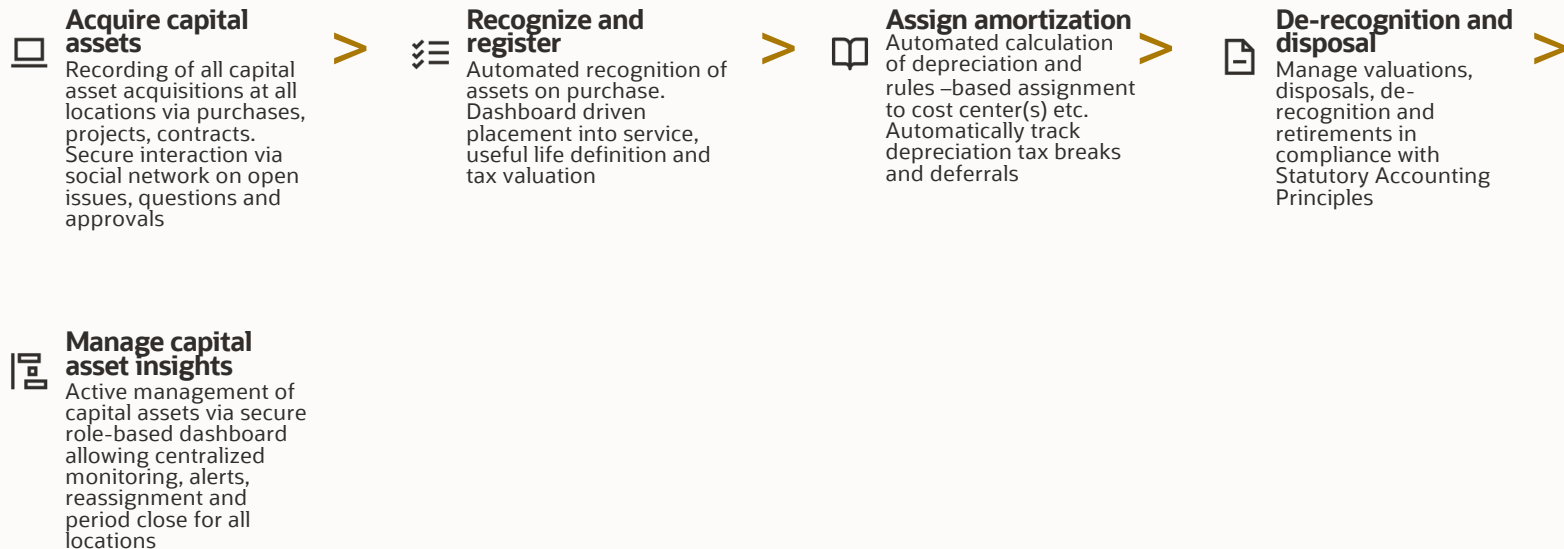 Acquire capital
assets
Recording of all capital
asset acquisitions at all
locations via purchases,
projects, contracts.
Secure interaction via
social network on open
issues, questions and
approvals
>
Recognize and
register
Automated recognition of
assets on purchase.
Dashboard driven
placement into service,
useful life definition and
tax valuation
>
Assign amortization
Automated calculation
of depreciation and
rules –based assignment
to cost center(s) etc.
Automatically track
depreciation tax breaks
and deferrals
>
De-recognition and
disposal
Manage valuations,
disposals, de-
recognition and
retirements in
compliance with
Statutory Accounting
Principles
>
Manage capital
asset insights
Active management of
capital assets via secure
role-based dashboard
allowing centralized
monitoring, alerts,
reassignment and
period close for all
locations